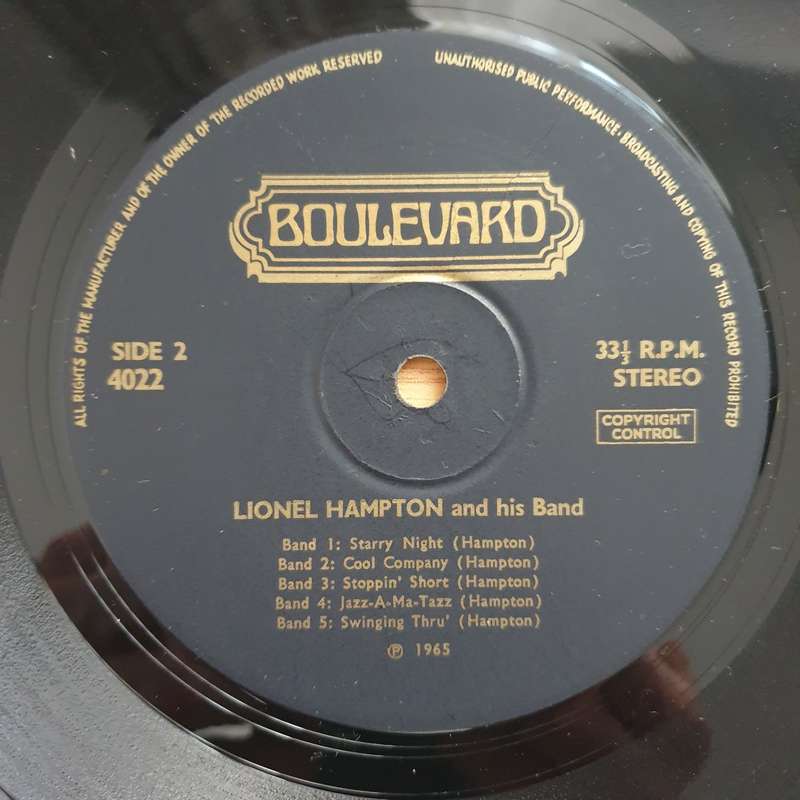 ALL RIGHTS OF THE MANUFACTURER AND OF THE OWNER OF THE RECORDED WORK RESERVED
UNAUTHORISED PUBLIC PERFORMANCE, BROADCASTING AND COPYING OF THIS RECORD PROHIBITED
BOULEVARD
SIDE 2
4022
33⅓ R.P.M.
STEREO
COPYRIGHT
CONTROL
LIONEL HAMPTON and his Band
Band 1: Starry Night (Hampton)
Band 2: Cool Company (Hampton)
Band 3: Stoppin' Short (Hampton)
Band 4: Jazz-A-Ma-Tazz (Hampton)
Band 5: Swinging Thru' (Hampton)
℗ 1965